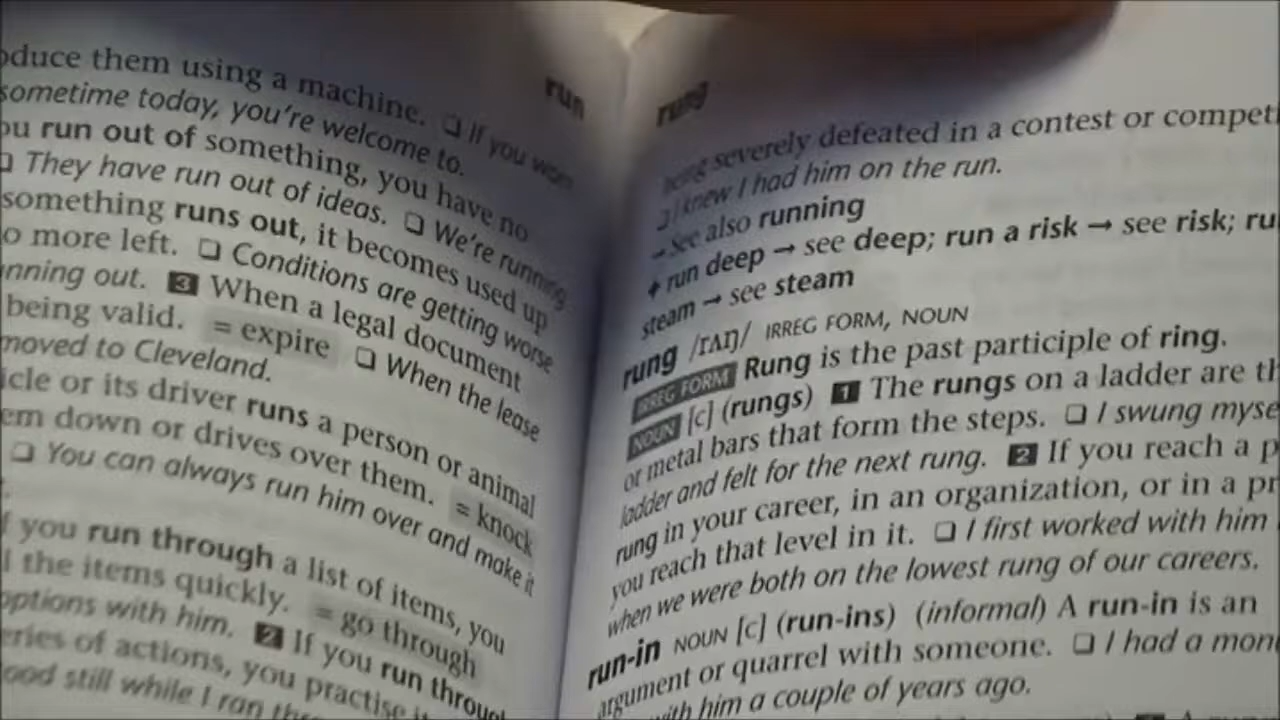 run
oduce them using a machine. ❑ If you want
sometime today, you're welcome to.
ou run out of something, you have no
❑ They have run out of ideas. ❑ We're running
something runs out, it becomes used up
o more left. ❑ Conditions are getting worse
nning out. 3 When a legal document
being valid. = expire ❑ When the lease
moved to Cleveland.
icle or its driver runs a person or animal
em down or drives over them. = knock
❑ You can always run him over and make it
f you run through a list of items, you
l the items quickly. = go through
options with him. 2 If you run throug
eries of actions, you practise it
ood still while I ran thr
rung
being severely defeated in a contest or competi
❑ I knew I had him on the run.
→ see also running
✦ run deep → see deep; run a risk → see risk; ru
steam → see steam
rung /rʌŋ/ IRREG FORM, NOUN
IRREG FORM Rung is the past participle of ring.
NOUN [C] (rungs) 1 The rungs on a ladder are th
or metal bars that form the steps. ❑ I swung myse
ladder and felt for the next rung. 2 If you reach a p
rung in your career, in an organization, or in a pr
you reach that level in it. ❑ I first worked with him
when we were both on the lowest rung of our careers.
run-in NOUN [C] (run-ins) (informal) A run-in is an
argument or quarrel with someone. ❑ I had a mon
with him a couple of years ago.